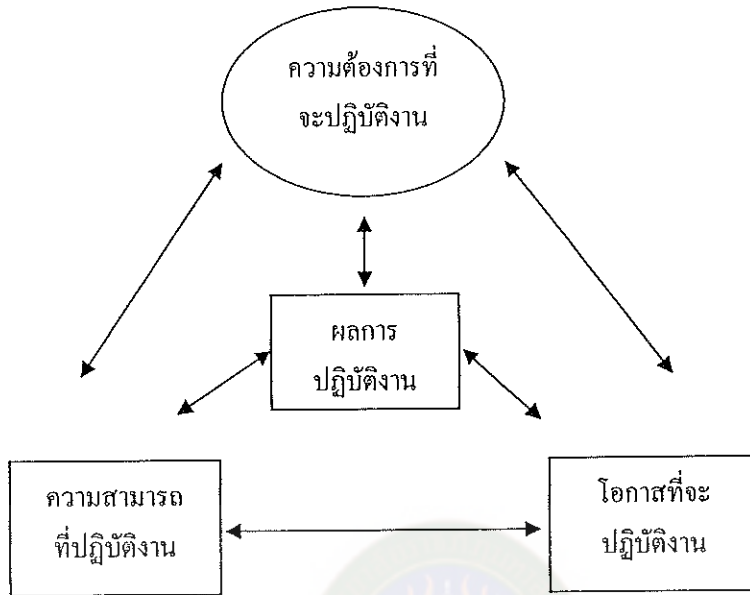 ความต้องการที่
จะปฏิบัติงาน
ผลการ
ปฏิบัติงาน
ความสามารถ
ที่ปฏิบัติงาน
โอกาสที่จะ
ปฏิบัติงาน